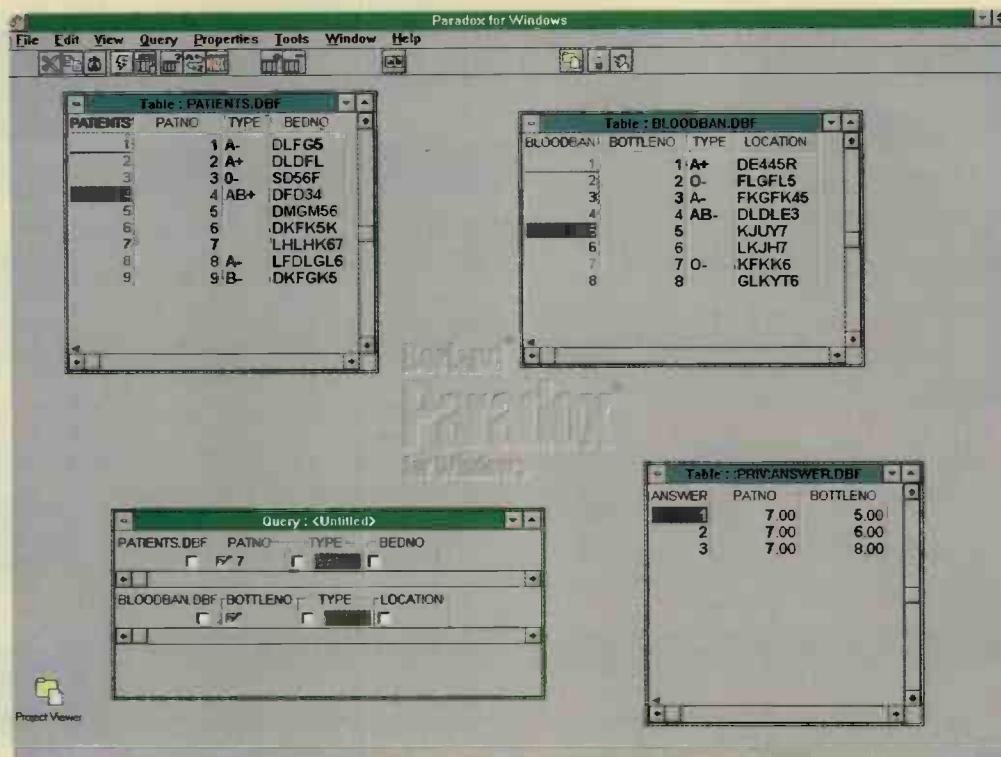 Paradox for Windows
File Edit View Query Properties Tools Window Help
Table : PATIENTS.DBF
PATIENTS PATNO TYPE BEDNO
1 1 A- DLFG5
2 2 A+ DLDFL
3 3 0- SD56F
4 AB+ DFD34
5 5 DMGM56
6 6 DKFK5K
7 7 LHLHK67
8 8 A- LFDLGL6
9 9 B- DKFGK5
Table : BLOODBAN.DBF
BLOODBAN BOTTLENO TYPE LOCATION
1 1 A+ DE445R
2 2 O- FLGFL5
3 3 A- FKGFK45
4 4 AB- DLDLE3
5 5 KJUY7
6 6 LKJH7
7 7 O- KFKK6
8 8 GLKYT6
Borland
Paradox
for Windows
Table : :PRIV:ANSWER.DBF
ANSWER PATNO BOTTLENO
1 7.00 5.00
2 7.00 6.00
3 7.00 8.00
Query : <Untitled>
PATIENTS.DBF PATNO TYPE BEDNO
7
BLOODBAN.DBF BOTTLENO TYPE LOCATION
Project Viewer